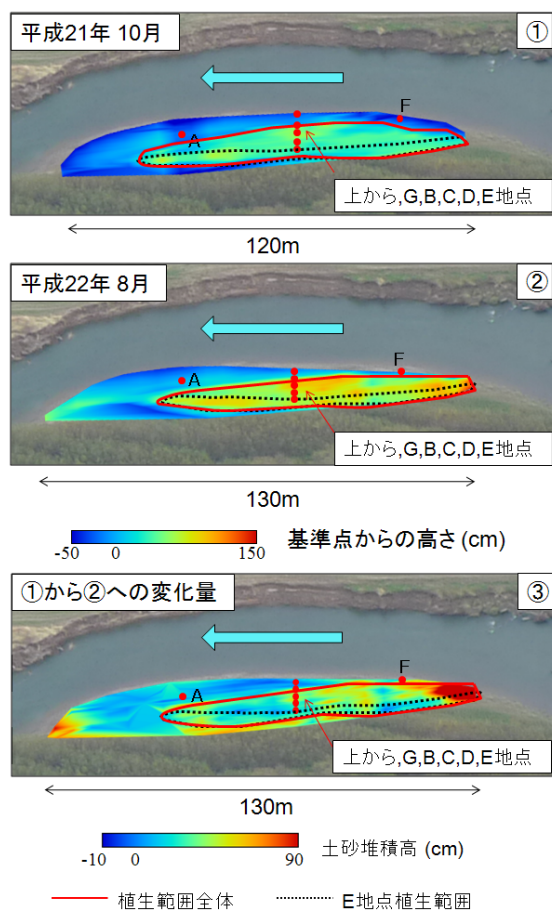 平成21年 10月
①
F
A
上から,G,B,C,D,E地点
120m
平成22年 8月
②
F
A
上から,G,B,C,D,E地点
130m
基準点からの高さ (cm)
-50 0 150
①から②への変化量
③
F
A
上から,G,B,C,D,E地点
130m
土砂堆積高 (cm)
-10 0 90
植生範囲全体 E地点植生範囲